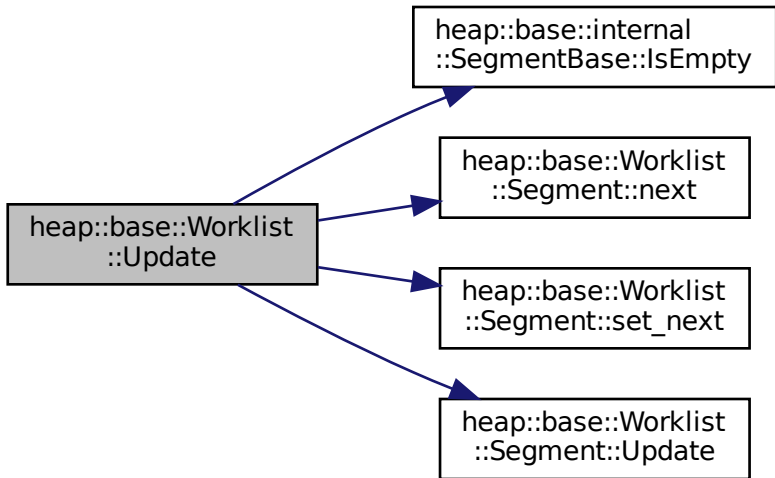 heap::base::internal
::SegmentBase::IsEmpty
heap::base::Worklist
::Segment::next
heap::base::Worklist
::Update
heap::base::Worklist
::Segment::set_next
heap::base::Worklist
::Segment::Update